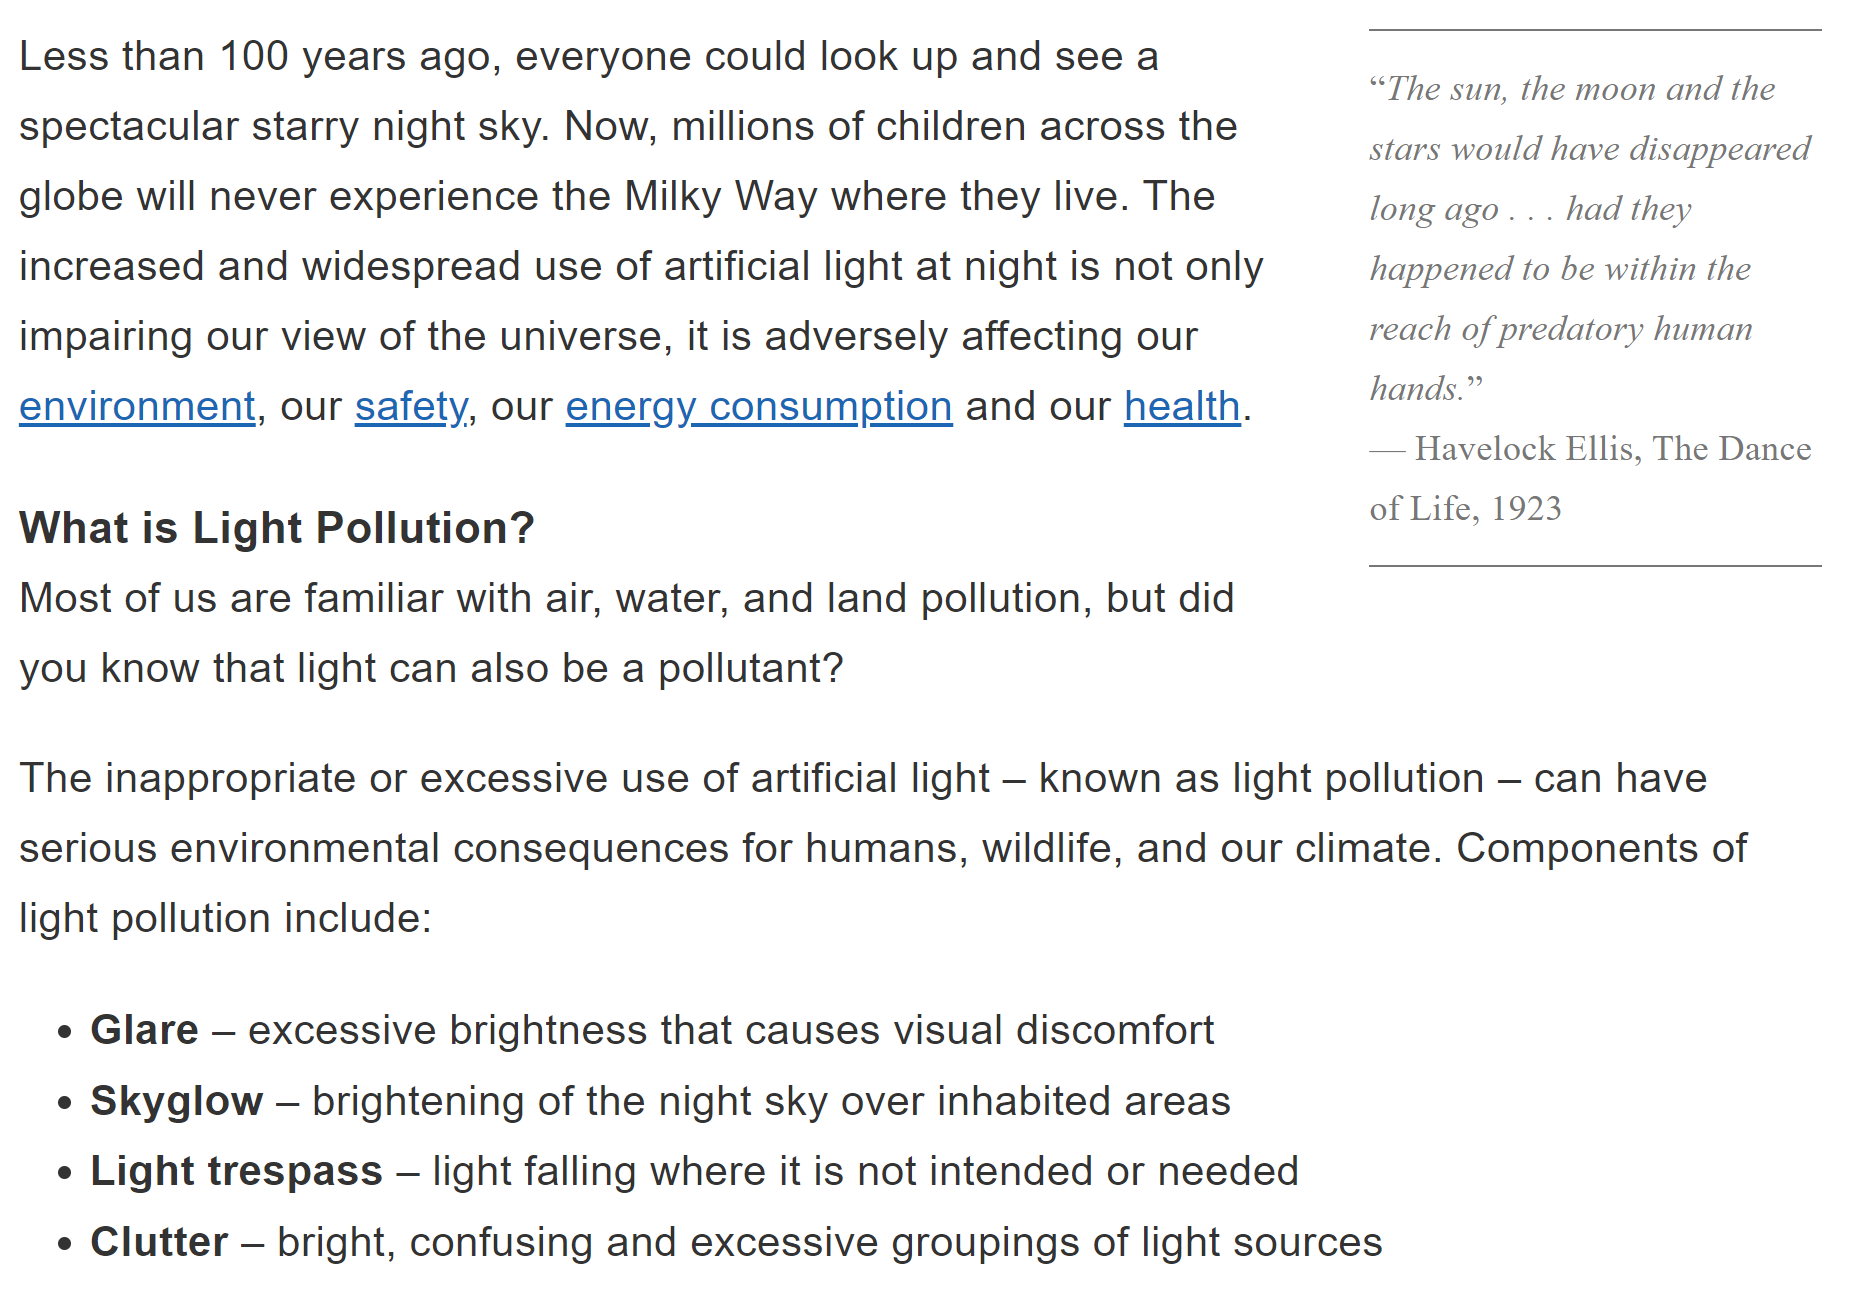 Less than 100 years ago, everyone could look up and see a
spectacular starry night sky. Now, millions of children across the
globe will never experience the Milky Way where they live. The
increased and widespread use of artificial light at night is not only
impairing our view of the universe, it is adversely affecting our
environment, our safety, our energy consumption and our health.
“The sun, the moon and the
stars would have disappeared
long ago . . . had they
happened to be within the
reach of predatory human
hands.”
— Havelock Ellis, The Dance
of Life, 1923
What is Light Pollution?
Most of us are familiar with air, water, and land pollution, but did
you know that light can also be a pollutant?
The inappropriate or excessive use of artificial light – known as light pollution – can have
serious environmental consequences for humans, wildlife, and our climate. Components of
light pollution include:
• Glare – excessive brightness that causes visual discomfort
• Skyglow – brightening of the night sky over inhabited areas
• Light trespass – light falling where it is not intended or needed
• Clutter – bright, confusing and excessive groupings of light sources